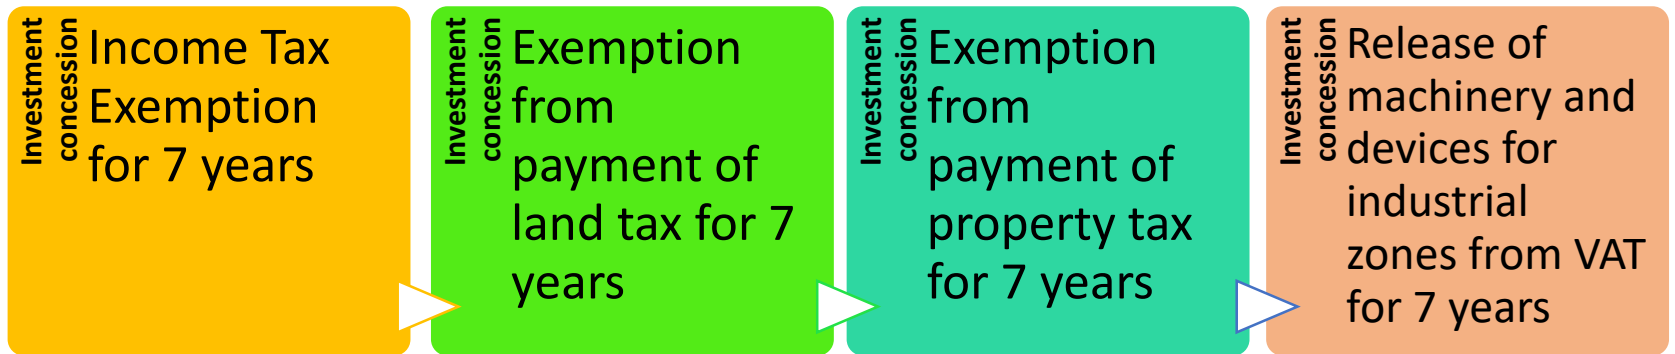 Investment
concession
Income Tax
Exemption
for 7 years
Investment
concession
Exemption
from
payment of
land tax for 7
years
Investment
concession
Exemption
from
payment of
property tax
for 7 years
Investment
concession
Release of
machinery and
devices for
industrial
zones from VAT
for 7 years